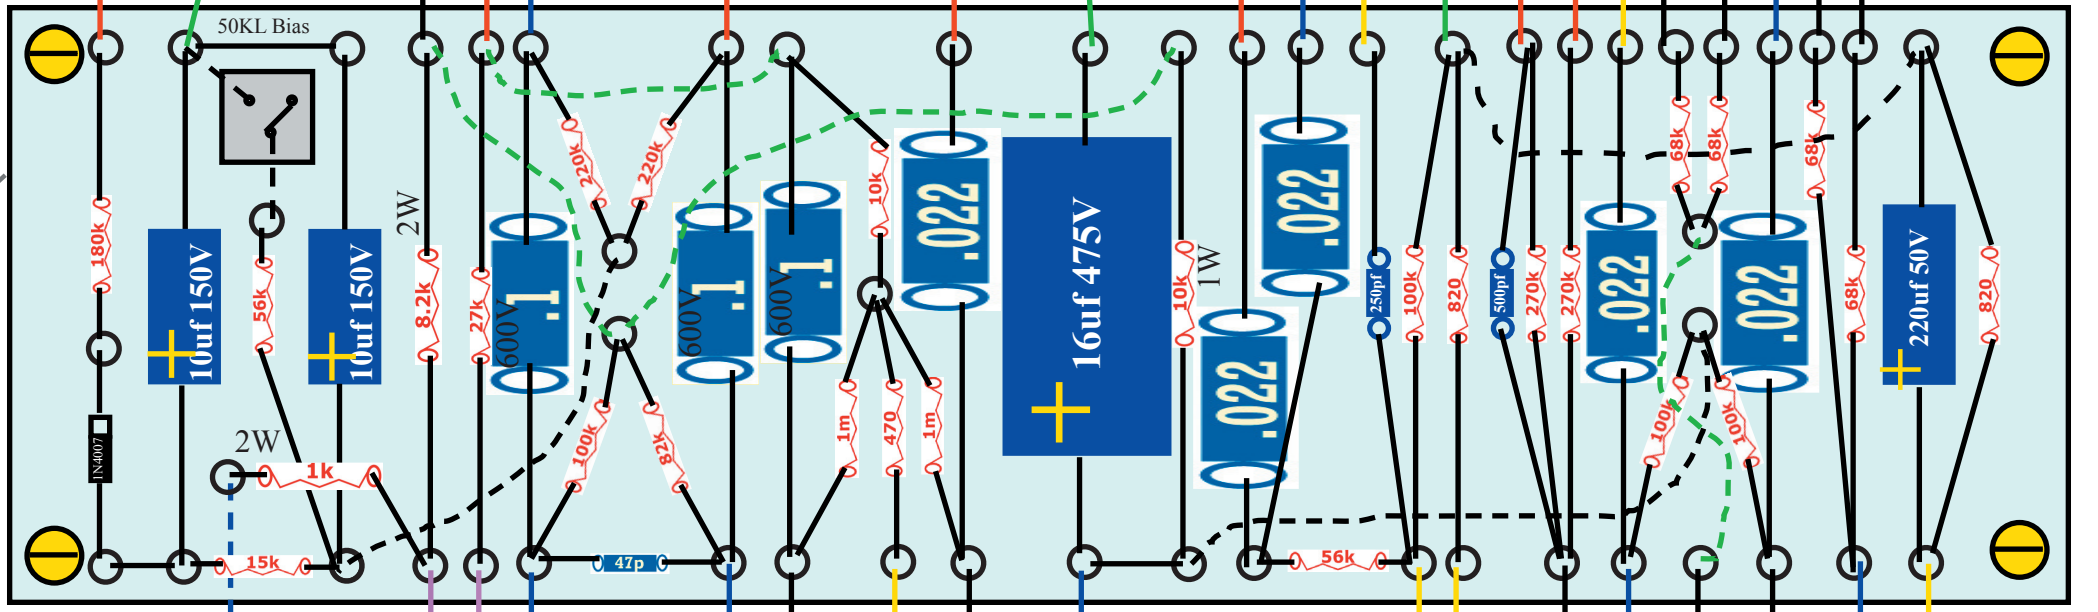 50KL Bias
180k
10uf 150V
56k
10uf 150V
2W
8.2k
27k
.1
600V
220k
220k
.1
600V
.1
600V
10k
.022
16uf 475V
10k
1W
.022
.022
250pf
100k
820
500pf
270k
270k
.022
68k
68k
.022
68k
68k
220uf 50V
820
1N4007
2W
1k
15k
100k
82k
47p
1m
470
1m
56k
100k
100k